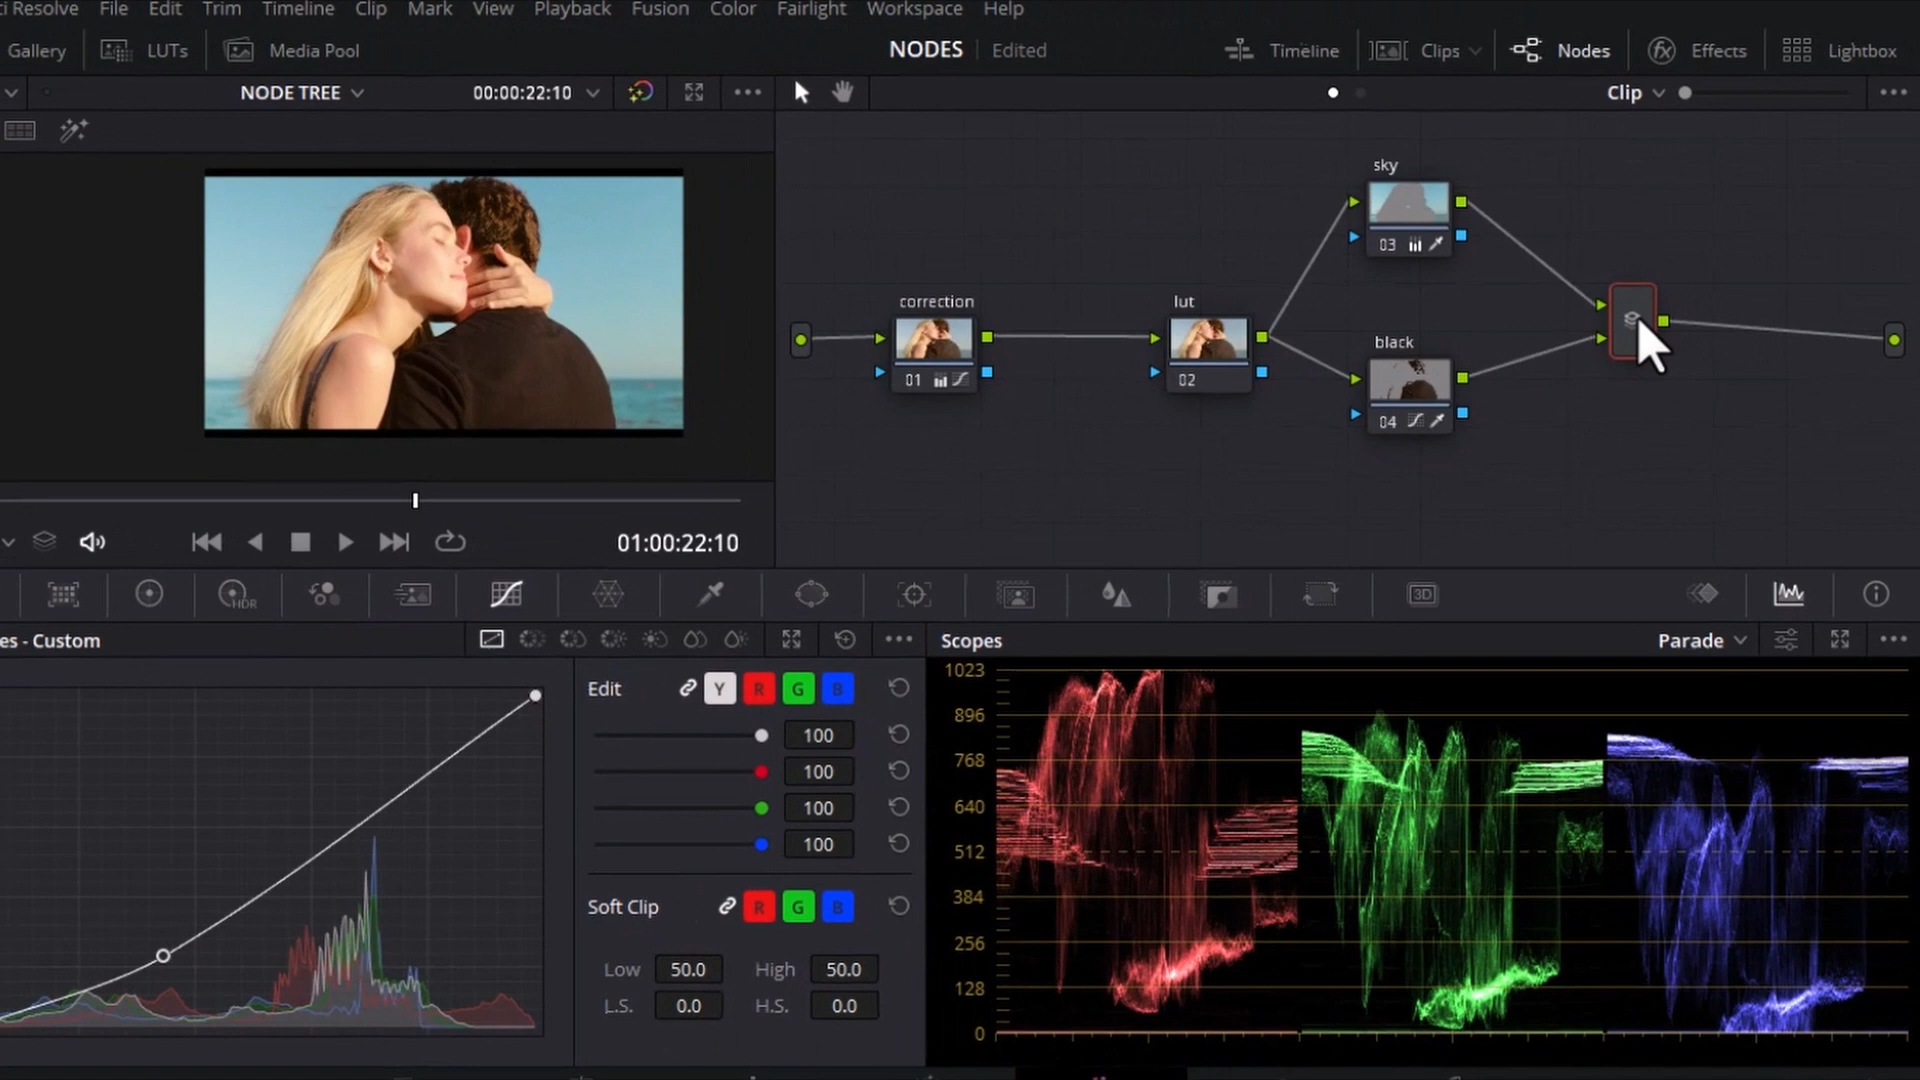 i Resolve File Edit Trim Timeline Clip Mark View Playback Fusion Color Fairlight Workspace Help
Gallery LUTs Media Pool NODES Edited Timeline Clips Nodes fx Effects Lightbox
NODE TREE 00:00:22:10 Clip
sky
03
correction
01
lut
02
black
04
01:00:22:10
HDR 3D
es - Custom
Edit Y R G B
100
100
100
100
Soft Clip R G B
Low 50.0 High 50.0
L.S. 0.0 H.S. 0.0
Scopes Parade
1023
896
768
640
512
384
256
128
0